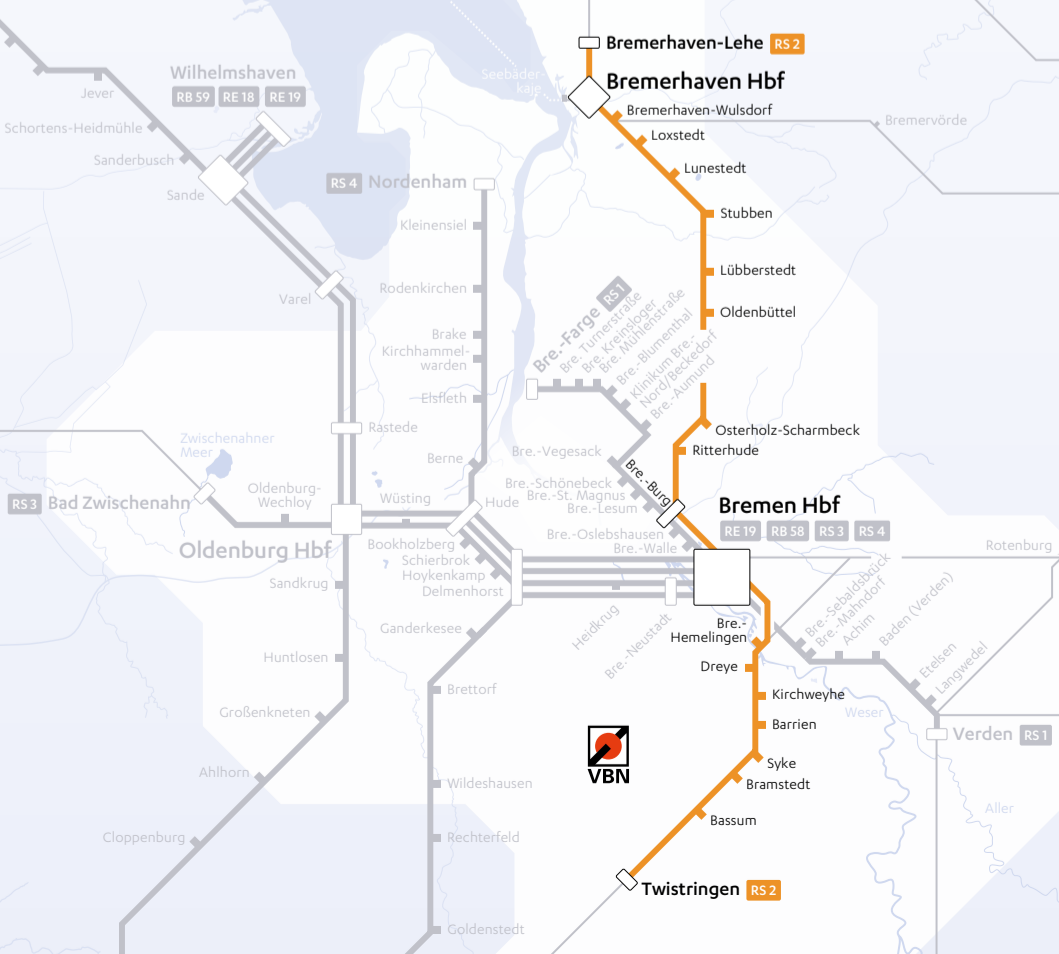 Bremerhaven-Lehe RS 2
Bremerhaven Hbf
Bremerhaven-Wulsdorf
Loxstedt
Lunestedt
Stubben
Lübberstedt
Oldenbüttel
Osterholz-Scharmbeck
Ritterhude
Bre.-Burg
Bremen Hbf
RE 19 RB 58 RS 3 RS 4
Bre.-
Hemelingen
Dreye
Kirchweyhe
Barrien
Syke
Bramstedt
Bassum
Twistringen RS 2
VBN
Seebäder-
kaje
Bremervörde
Wilhelmshaven
RB 59 RE 18 RE 19
Jever
Schortens-Heidmühle
Sanderbusch
Sande
Varel
Rastede
RS 4 Nordenham
Kleinensiel
Rodenkirchen
Brake
Kirchhammel-
warden
Elsfleth
Berne
Hude
Bre.-Farge RS 1
Bre. Turnerstraße
Bre. Kreinsloger
Bre. Mühlenstraße
Bre.-Blumenthal
Klinikum Bre.-
Nord/Beckedorf
Bre.-Aumund
Bre.-Vegesack
Bre.-Schönebeck
Bre.-St. Magnus
Bre.-Lesum
Bre.-Oslebshausen
Bre.-Walle
Zwischenahner
Meer
RS 3 Bad Zwischenahn
Oldenburg-
Wechloy
Wüsting
Oldenburg Hbf
Bookholzberg
Schierbrok
Hoykenkamp
Delmenhorst
Heidkrug
Bre.-Neustadt
Sandkrug
Huntlosen
Großenkneten
Ahlhorn
Cloppenburg
Ganderkesee
Brettorf
Wildeshausen
Rechterfeld
Goldenstedt
Rotenburg
Bre.-Sebaldsbrück
Bre.-Mahndorf
Achim
Baden (Verden)
Etelsen
Langwedel
Verden RS 1
Weser
Aller